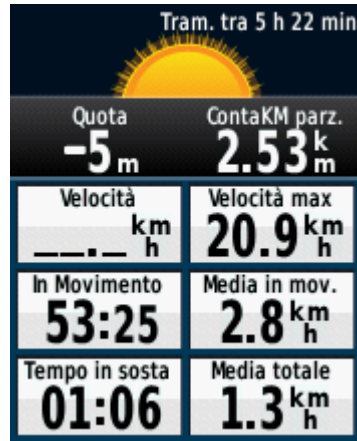 Tram. tra 5 h 22 min
Quota ContaKM parz.
-5 m 2.53 km
Velocità Velocità max
__._ km/h 20.9 km/h
In Movimento Media in mov.
53:25 2.8 km/h
Tempo in sosta Media totale
01:06 1.3 km/h